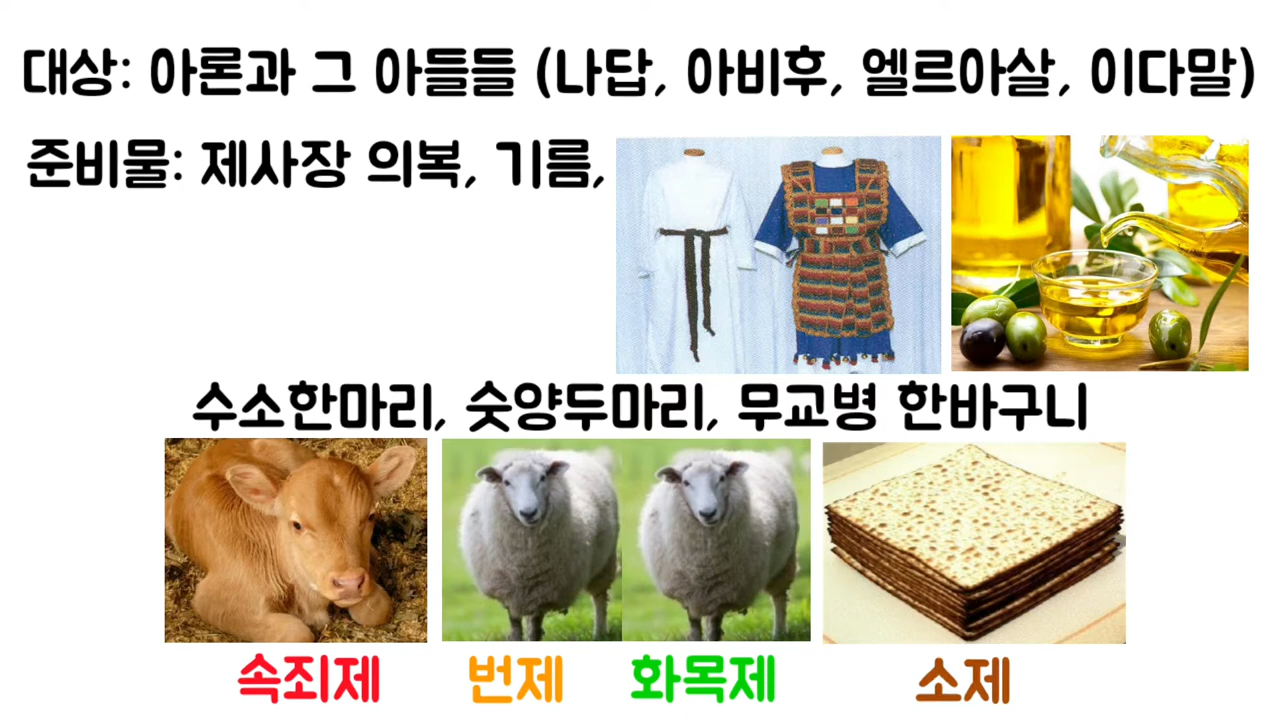 대상: 아론과 그 아들들 (나답, 아비후, 엘르아살, 이다말)
준비물: 제사장 의복, 기름,
수소한마리, 숫양두마리, 무교병 한바구니
속죄제 번제 화목제 소제